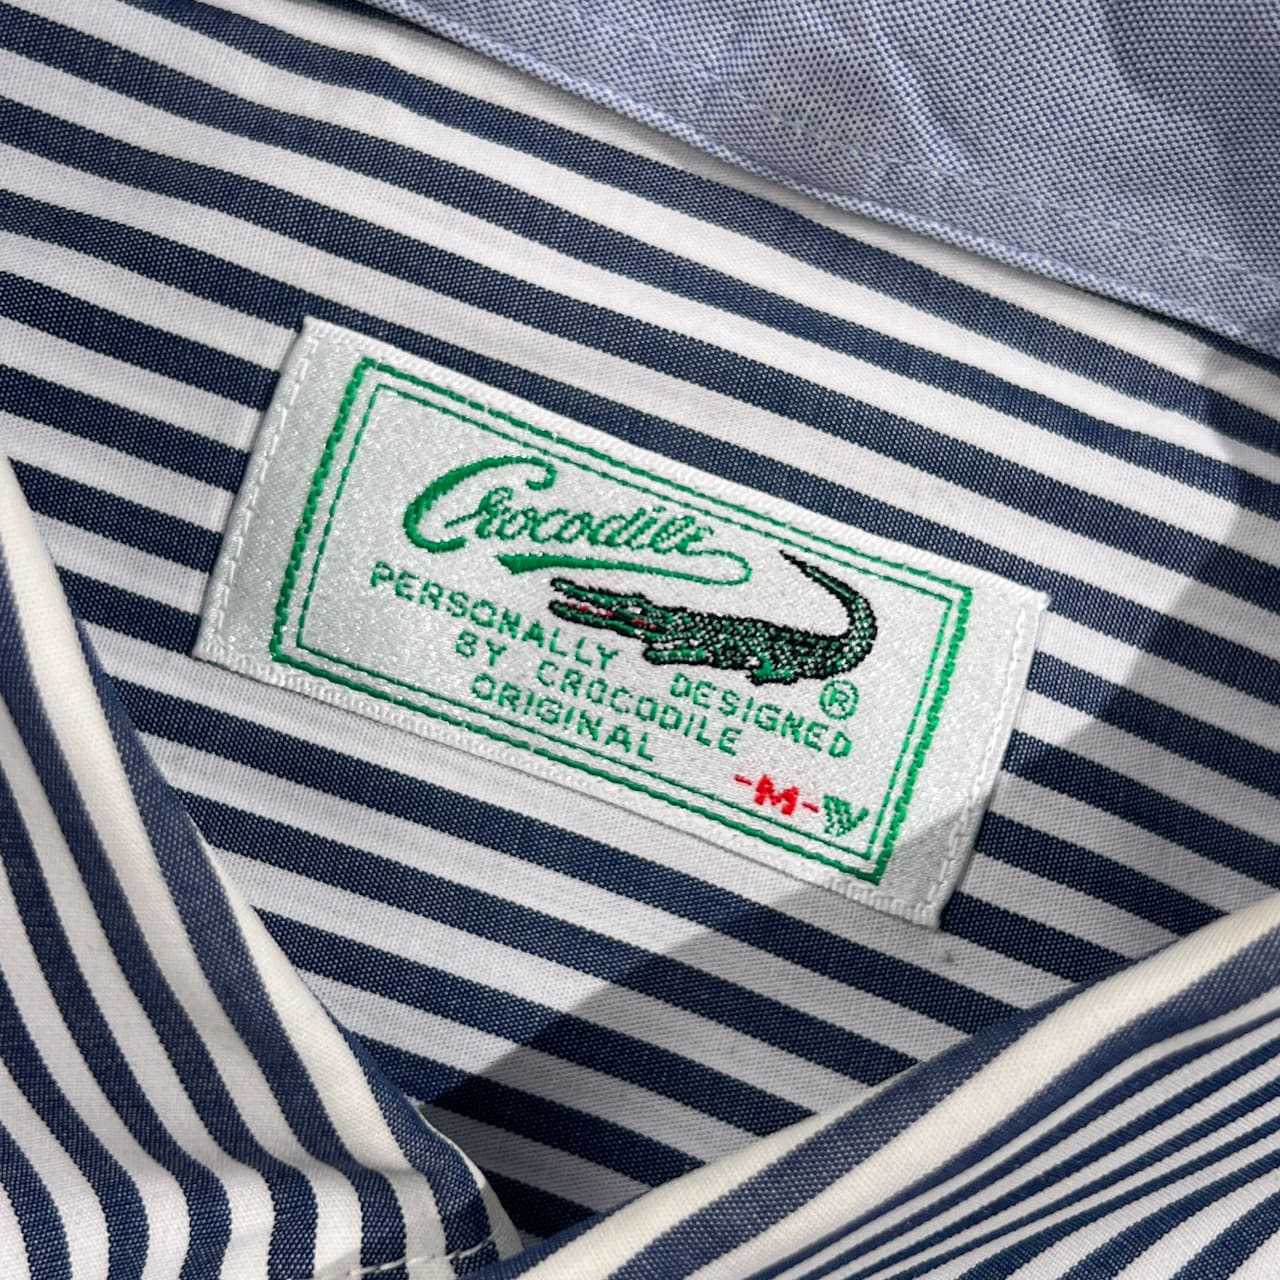 Crocodile
PERSONALLY DESIGNED ®
BY CROCODILE
ORIGINAL
-M-